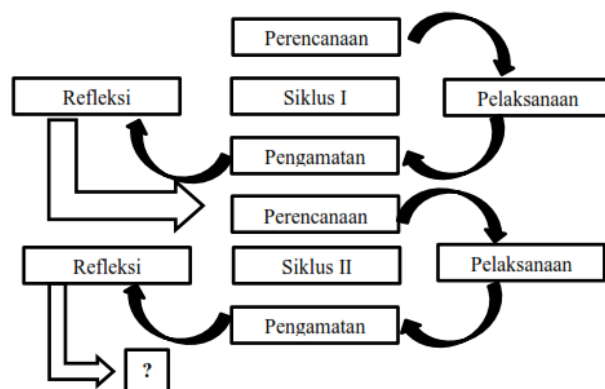 Perencanaan
Refleksi
Siklus I
Pelaksanaan
Pengamatan
Perencanaan
Refleksi
Siklus II
Pelaksanaan
Pengamatan
?